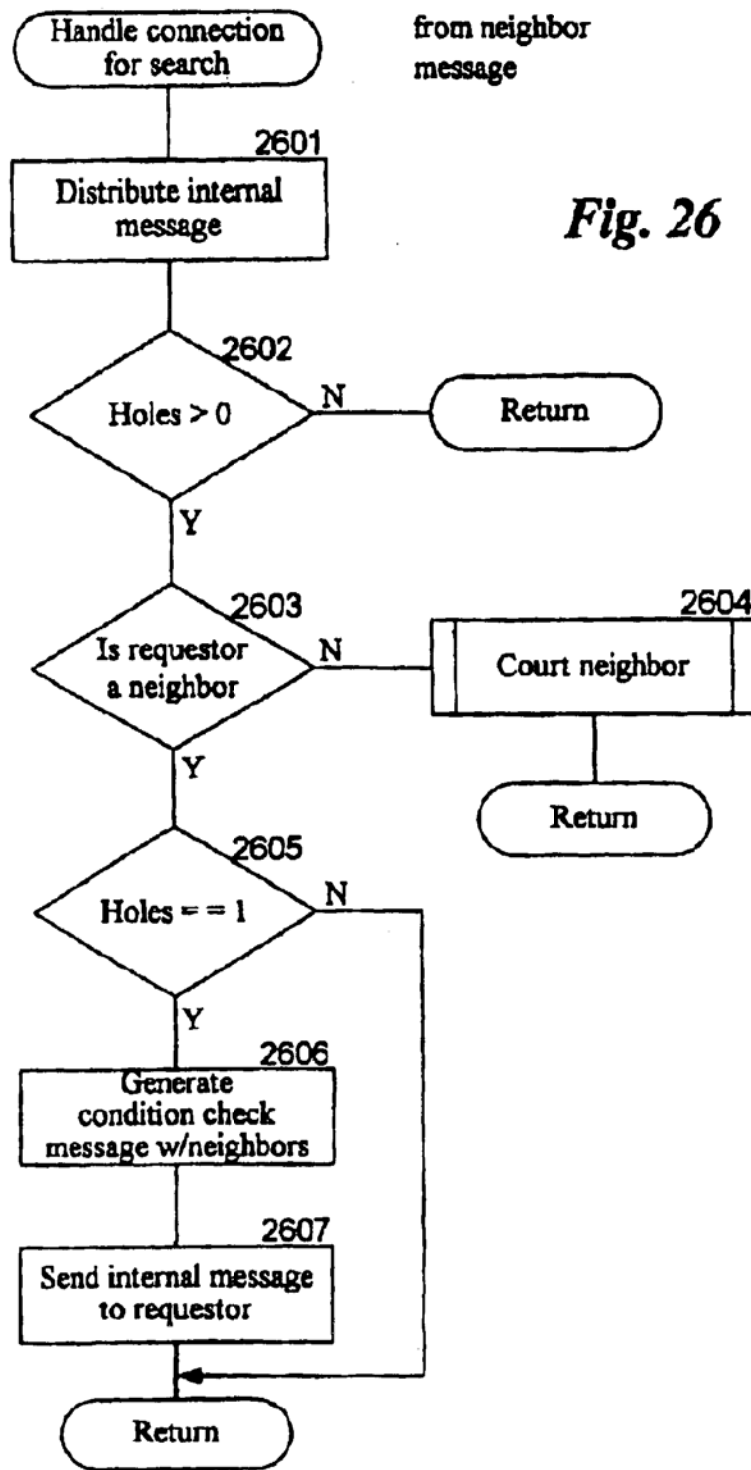 Handle connection
for search
from neighbor
message
Fig. 26
2601
Distribute internal
message
2602
Holes > 0
N
Return
Y
2603
Is requestor
a neighbor
N
2604
Court neighbor
Return
Y
2605
Holes = = 1
N
Y
2606
Generate
condition check
message w/neighbors
2607
Send internal message
to requestor
Return